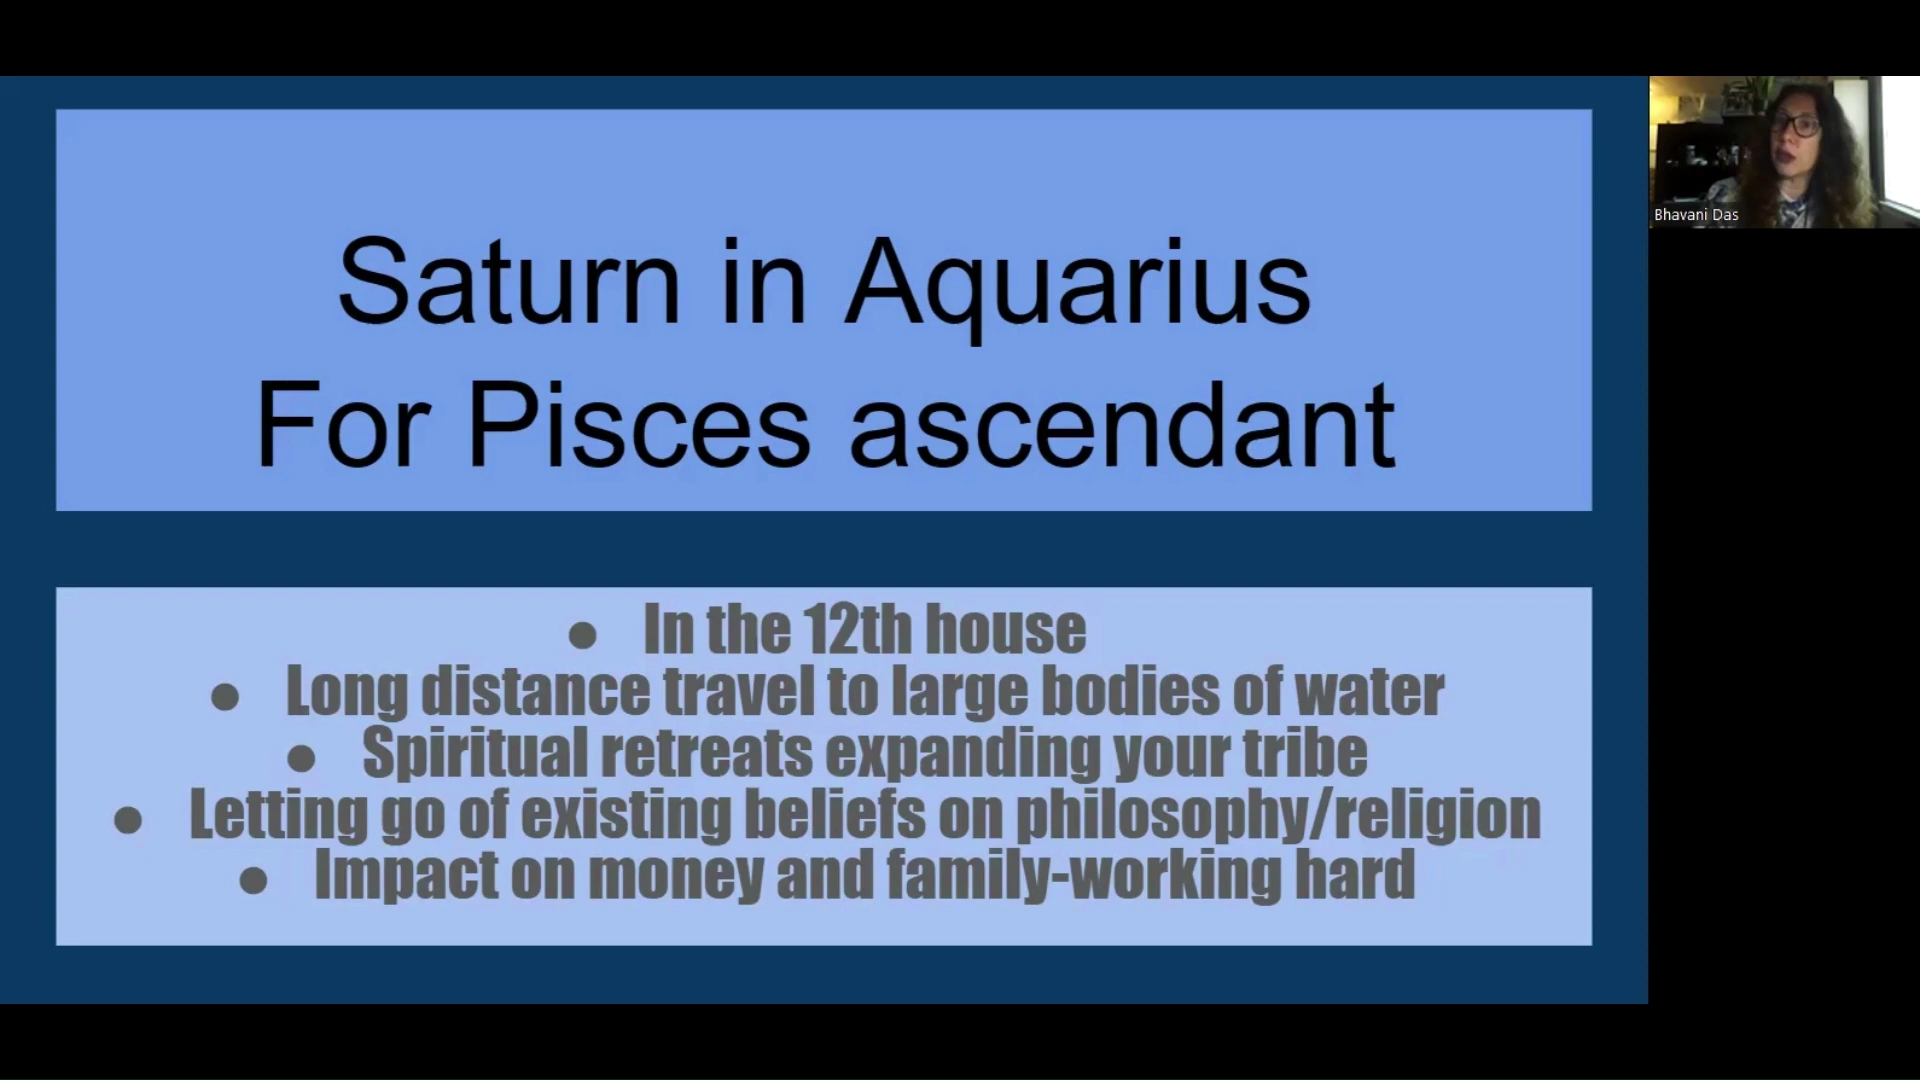 Saturn in Aquarius
For Pisces ascendant
● In the 12th house
● Long distance travel to large bodies of water
● Spiritual retreats expanding your tribe
● Letting go of existing beliefs on philosophy/religion
● Impact on money and family-working hard
Bhavani Das